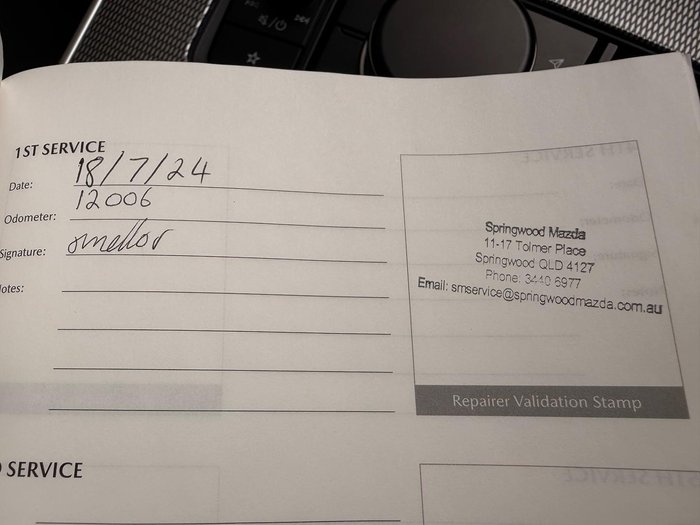 1ST SERVICE
Date: 18/7/24
Odometer: 12006
Signature: smellor
otes:
Springwood Mazda
11-17 Tolmer Place
Springwood QLD 4127
Phone: 3440 6977
Email: smservice@springwoodmazda.com.au
Repairer Validation Stamp
SERVICE